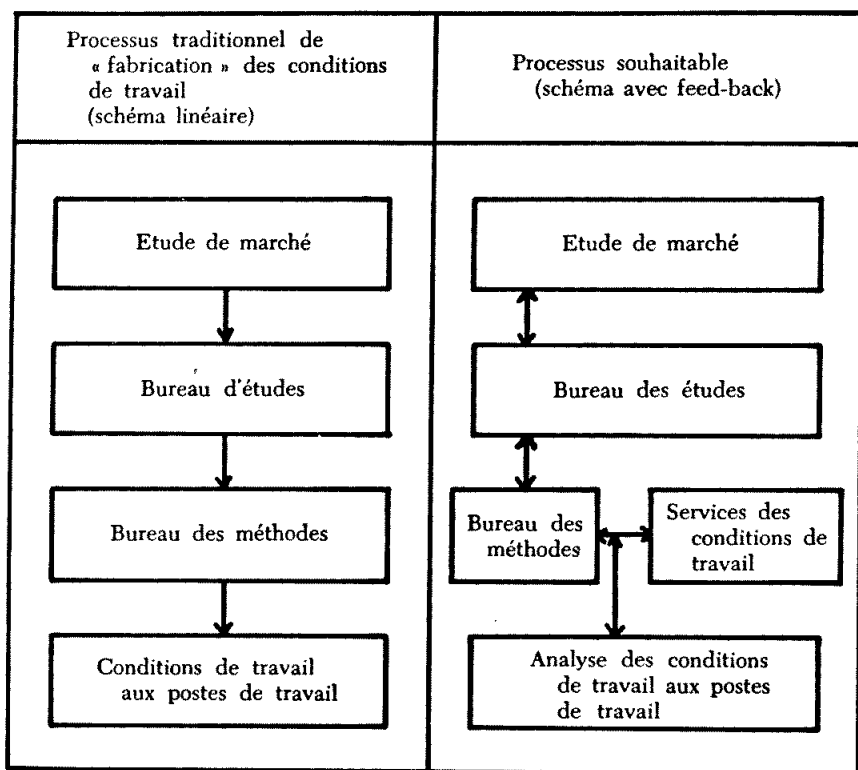 Processus traditionnel de
« fabrication » des conditions
de travail
(schéma linéaire)
Processus souhaitable
(schéma avec feed-back)
Etude de marché
Bureau d'études
Bureau des méthodes
Conditions de travail
aux postes de travail
Etude de marché
Bureau des études
Bureau des
méthodes
Services des
conditions de
travail
Analyse des conditions
de travail aux postes
de travail